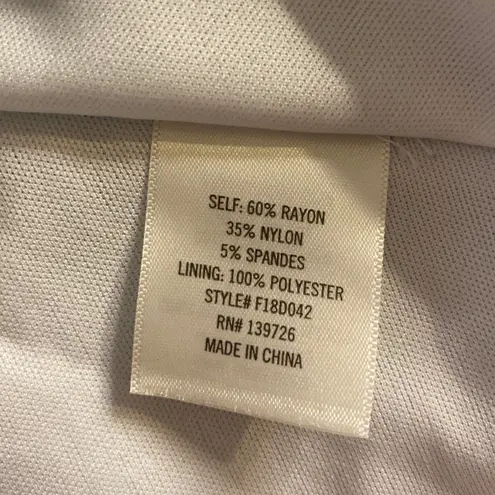 SELF: 60% RAYON
35% NYLON
5% SPANDES
LINING: 100% POLYESTER
STYLE# F18D042
RN# 139726
MADE IN CHINA